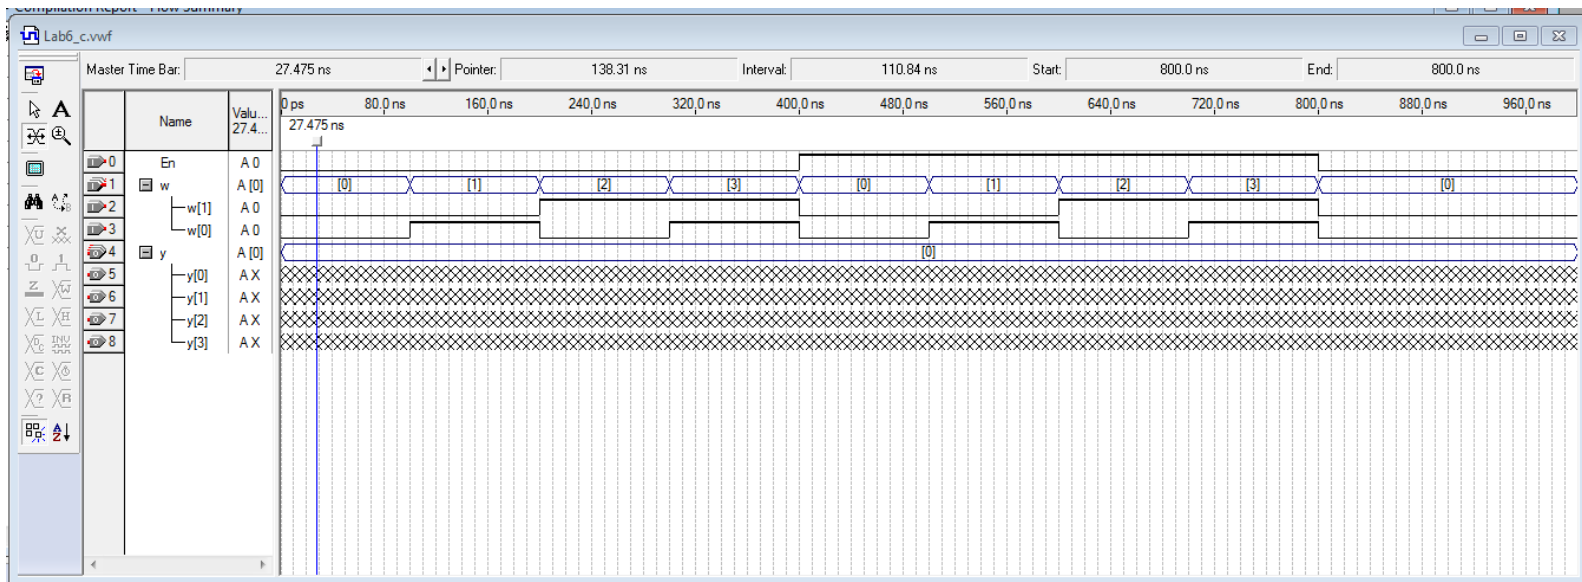 Compilation Report - Flow Summary
Lab6_c.vwf
Master Time Bar: 27.475 ns Pointer: 138.31 ns Interval: 110.84 ns Start: 800.0 ns End: 800.0 ns
Name Valu... 27.4...
0 ps 80.0 ns 160.0 ns 240.0 ns 320.0 ns 400.0 ns 480.0 ns 560.0 ns 640.0 ns 720.0 ns 800.0 ns 880.0 ns 960.0 ns
27.475 ns
0 En A 0
1 w A [0] [0] [1] [2] [3] [0] [1] [2] [3] [0]
2 w[1] A 0
3 w[0] A 0
4 y A [0] [0]
5 y[0] A X
6 y[1] A X
7 y[2] A X
8 y[3] A X